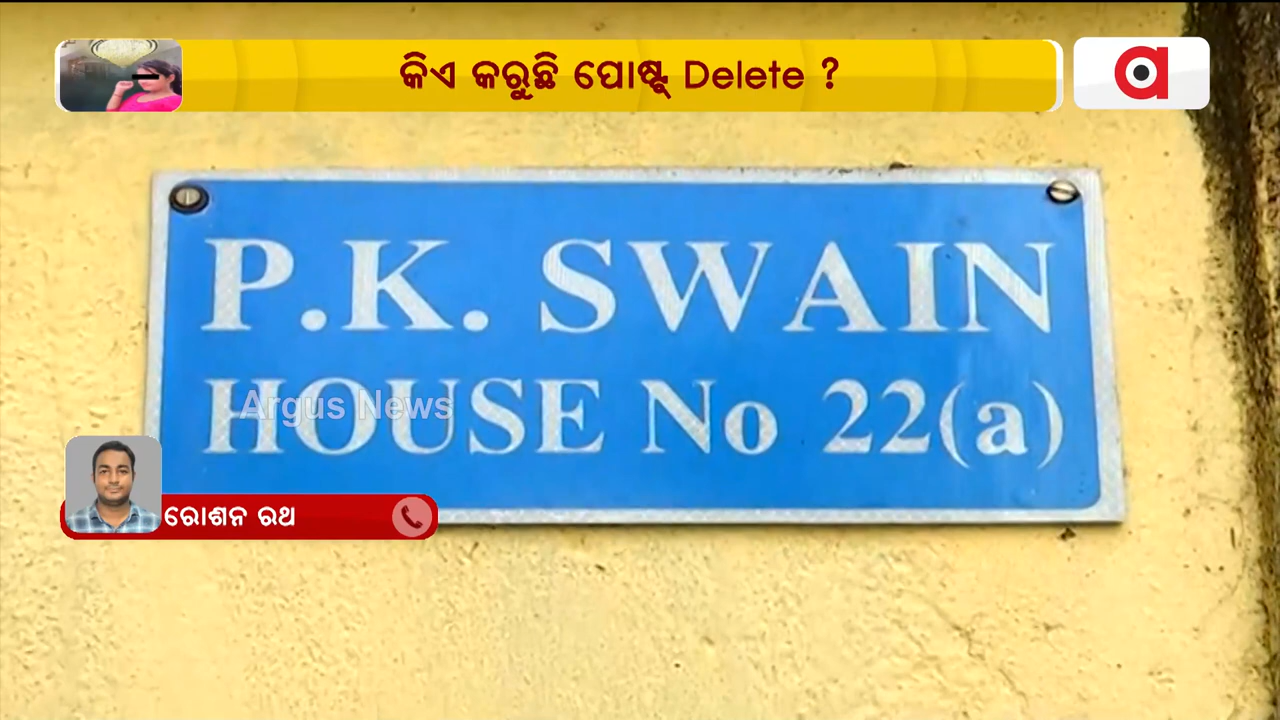 କିଏ କରୁଛି ପୋଷ୍ଟ୍ Delete ?
P.K. SWAIN
HOUSE No 22(a)
Argus News
ରୋଶନ ରଥ